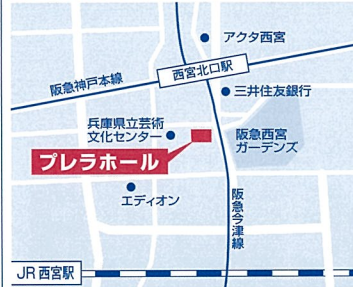 アクタ西宮
西宮北口駅
阪急神戸本線
三井住友銀行
兵庫県立芸術
文化センター
阪急西宮
ガーデンズ
プレラホール
エディオン
阪急今津線
JR西宮駅